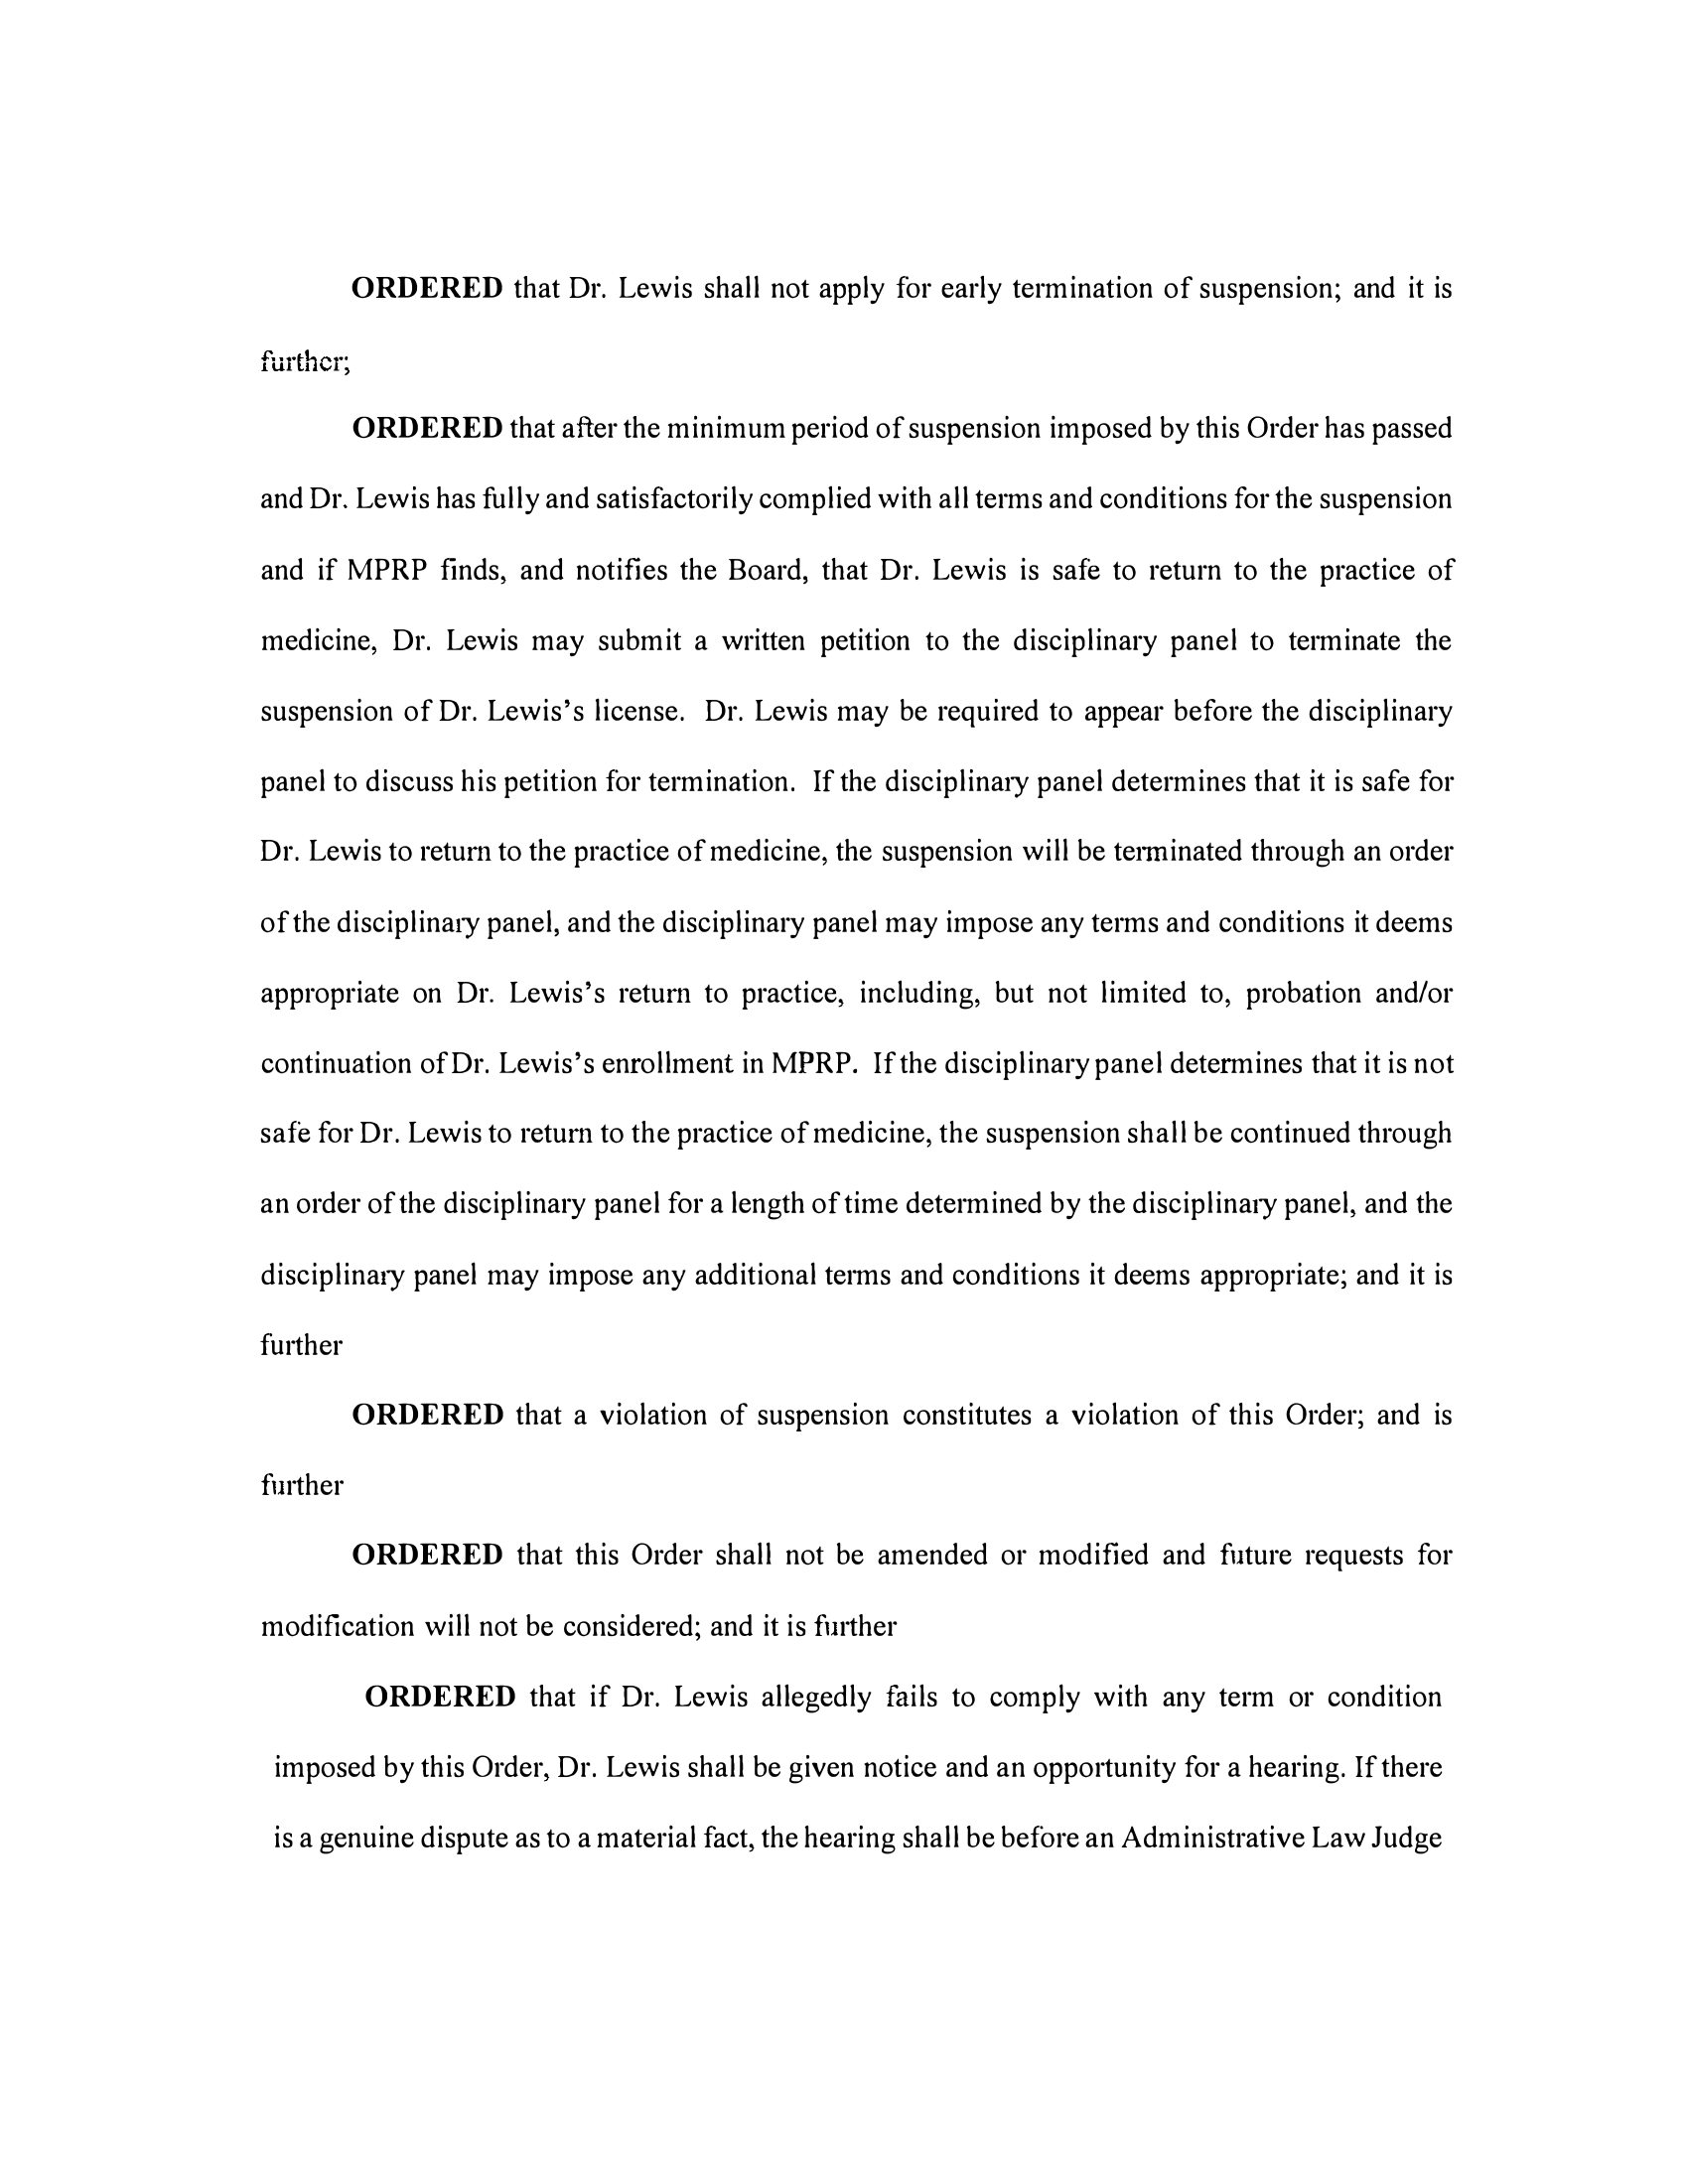 ORDERED that Dr. Lewis shall not apply for early termination of suspension; and it is
further;
ORDERED that after the minimum period of suspension imposed by this Order has passed
and Dr. Lewis has fully and satisfactorily complied with all terms and conditions for the suspension
and if MPRP finds, and notifies the Board, that Dr. Lewis is safe to return to the practice of
medicine, Dr. Lewis may submit a written petition to the disciplinary panel to terminate the
suspension of Dr. Lewis’s license. Dr. Lewis may be required to appear before the disciplinary
panel to discuss his petition for termination. If the disciplinary panel determines that it is safe for
Dr. Lewis to return to the practice of medicine, the suspension will be terminated through an order
of the disciplinary panel, and the disciplinary panel may impose any terms and conditions it deems
appropriate on Dr. Lewis’s return to practice, including, but not limited to, probation and/or
continuation of Dr. Lewis’s enrollment in MPRP. If the disciplinary panel determines that it is not
safe for Dr. Lewis to return to the practice of medicine, the suspension shall be continued through
an order of the disciplinary panel for a length of time determined by the disciplinary panel, and the
disciplinary panel may impose any additional terms and conditions it deems appropriate; and it is
further
ORDERED that a violation of suspension constitutes a violation of this Order; and is
further
ORDERED that this Order shall not be amended or modified and future requests for
modification will not be considered; and it is further
ORDERED that if Dr. Lewis allegedly fails to comply with any term or condition
imposed by this Order, Dr. Lewis shall be given notice and an opportunity for a hearing. If there
is a genuine dispute as to a material fact, the hearing shall be before an Administrative Law Judge